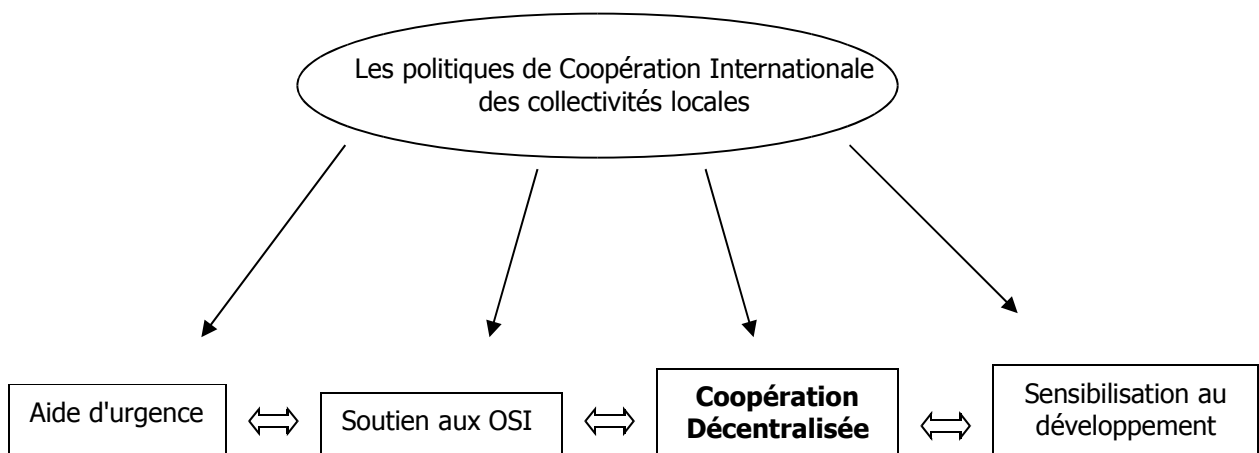 Les politiques de Coopération Internationale
des collectivités locales
Aide d'urgence
Soutien aux OSI
Coopération
Décentralisée
Sensibilisation au
développement